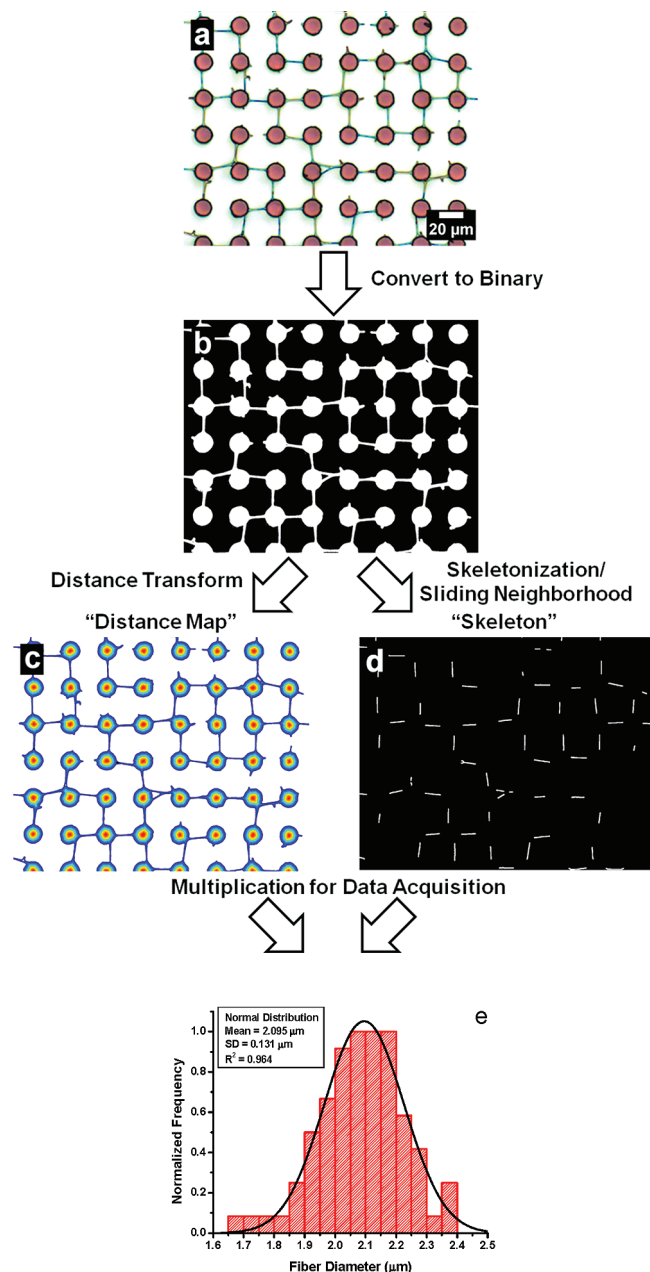 a
20 µm
Convert to Binary
b
Distance Transform
Skeletonization/
Sliding Neighborhood
“Distance Map”
“Skeleton”
c
d
Multiplication for Data Acquisition
e
Normal Distribution
Mean = 2.095 µm
SD = 0.131 µm
R² = 0.964
Normalized Frequency
1.0
0.8
0.6
0.4
0.2
0.0
1.6 1.7 1.8 1.9 2.0 2.1 2.2 2.3 2.4 2.5
Fiber Diameter (µm)